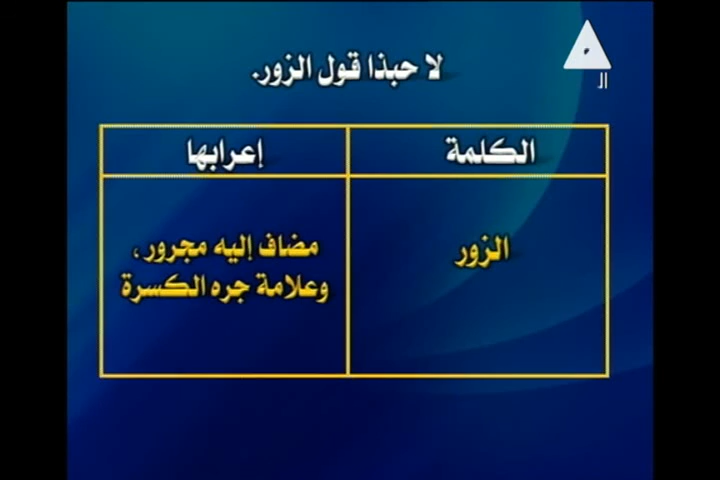 لا حبذا قول الزور.
الكلمة
إعرابها
الزور
مضاف إليه مجرور،
وعلامة جره الكسرة